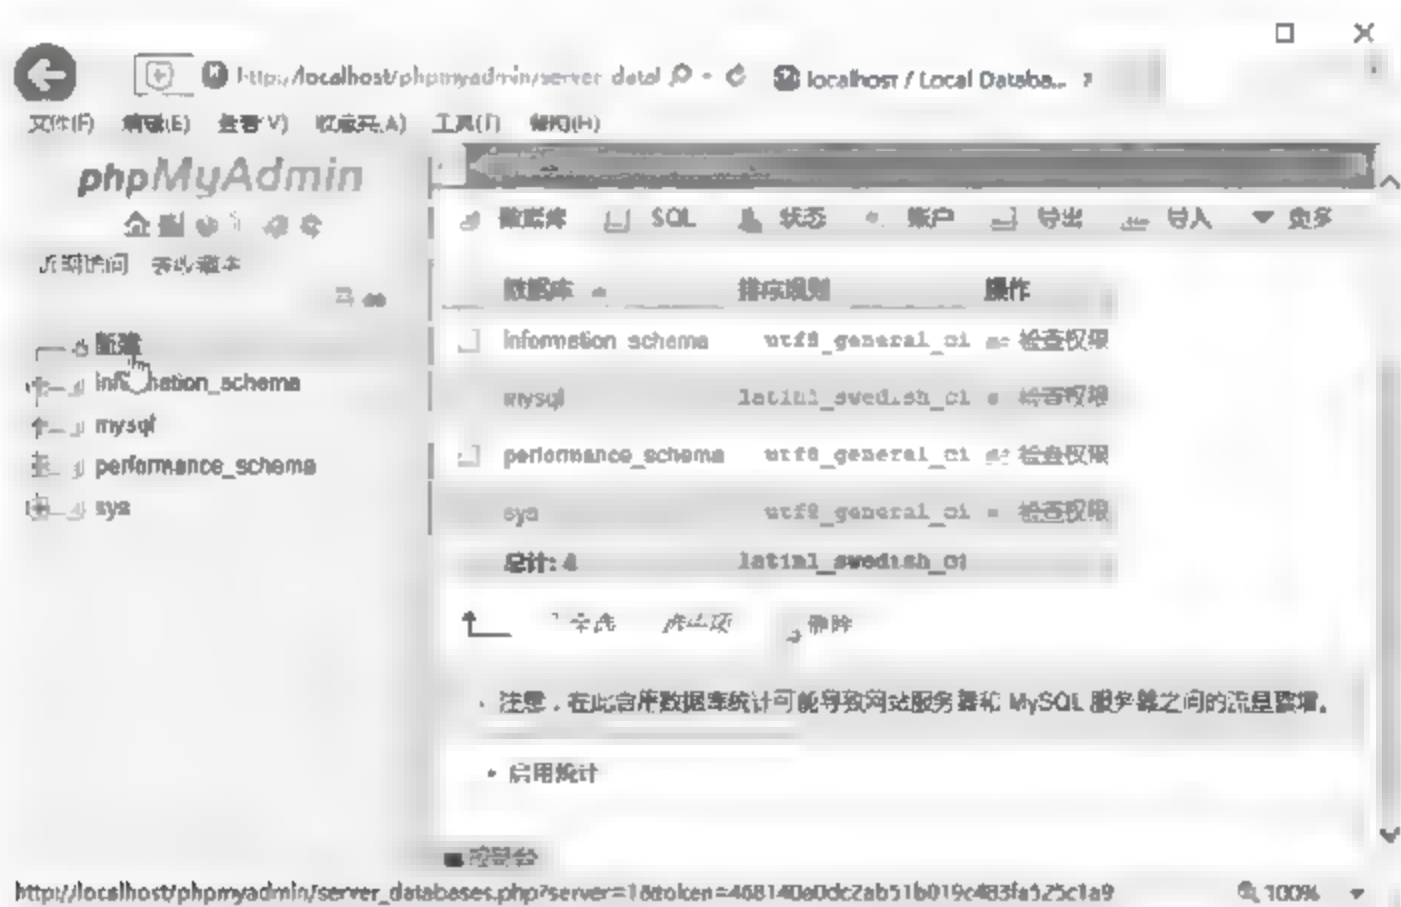 http://localhost/phpmyadmin/server_datal localhost / Local Databa...
文件(F) 编辑(E) 查看(V) 收藏夹(A) 工具(T) 帮助(H)
phpMyAdmin
近期访问 表收藏夹
新建
information_schema
mysql
performance_schema
sys
数据库 SQL 状态 账户 导出 导入 更多
数据库 排序规则 操作
information_schema utf8_general_ci 检查权限
mysql latin1_swedish_ci 检查权限
performance_schema utf8_general_ci 检查权限
sys utf8_general_ci 检查权限
总计: 4 latin1_swedish_ci
全选 选中项 删除
注意:在此启用数据库统计可能导致网站服务器和 MySQL 服务器之间的流量骤增。
启用统计
控制台
http://localhost/phpmyadmin/server_databases.php?server=1&token= 100%